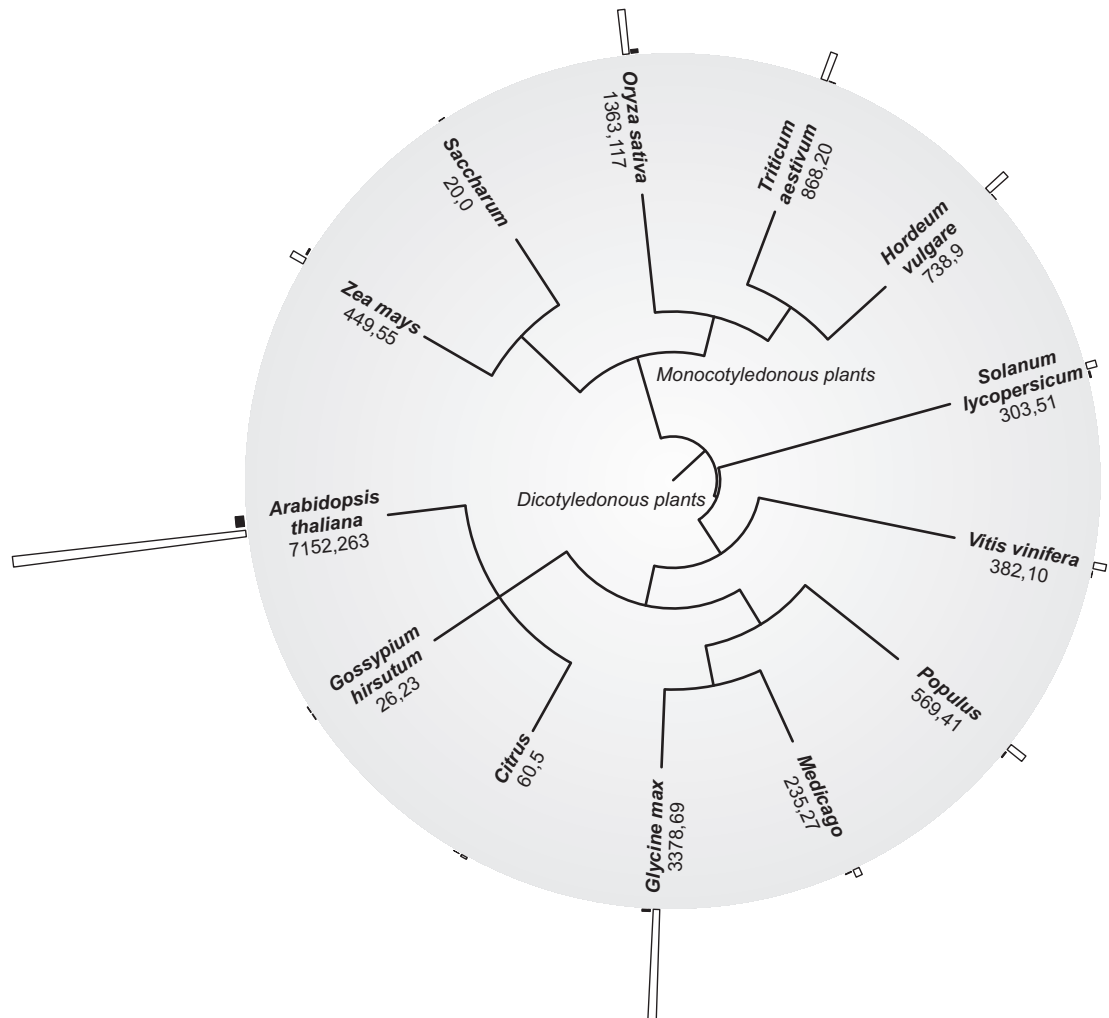 Oryza sativa
1363,117
Triticum
aestivum
868,20
Hordeum
vulgare
738,9
Saccharum
20,0
Zea mays
449,55
Monocotyledonous plants
Solanum
lycopersicum
303,51
Dicotyledonous plants
Arabidopsis
thaliana
7152,263
Vitis vinifera
382,10
Gossypium
hirsutum
26,23
Populus
569,41
Citrus
60,5
Glycine max
3378,69
Medicago
235,27